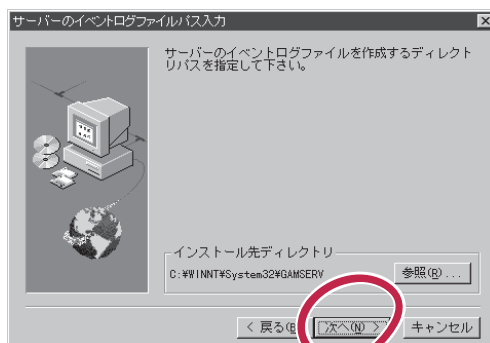 サーバーのイベントログファイルパス入力
サーバーのイベントログファイルを作成するディレクト
リパスを指定して下さい。
インストール先ディレクトリ
C:¥WINNT¥System32¥GAMSERV
参照(R)...
< 戻る(B)
次へ(N) >
キャンセル